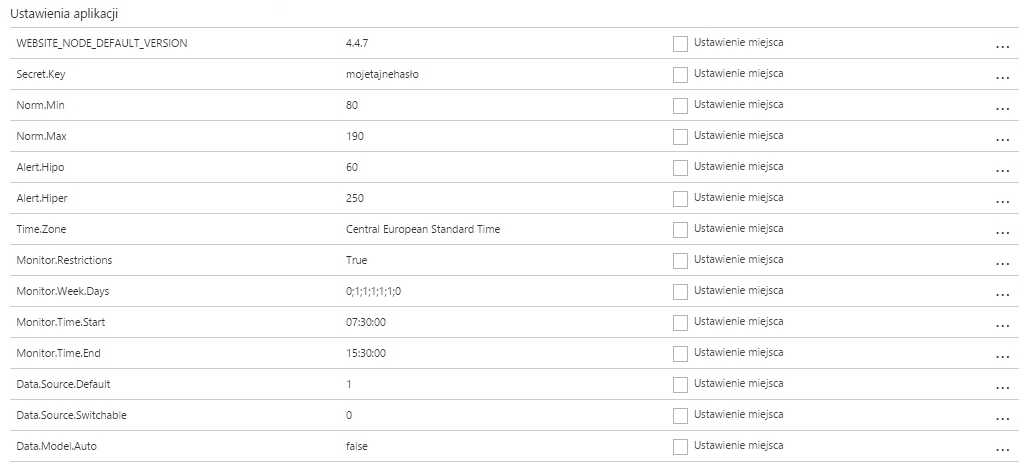 Ustawienia aplikacji
WEBSITE_NODE_DEFAULT_VERSION 4.4.7 Ustawienie miejsca ...
Secret.Key mojetajnehasło Ustawienie miejsca ...
Norm.Min 80 Ustawienie miejsca ...
Norm.Max 190 Ustawienie miejsca ...
Alert.Hipo 60 Ustawienie miejsca ...
Alert.Hiper 250 Ustawienie miejsca ...
Time.Zone Central European Standard Time Ustawienie miejsca ...
Monitor.Restrictions True Ustawienie miejsca ...
Monitor.Week.Days 0;1;1;1;1;1;0 Ustawienie miejsca ...
Monitor.Time.Start 07:30:00 Ustawienie miejsca ...
Monitor.Time.End 15:30:00 Ustawienie miejsca ...
Data.Source.Default 1 Ustawienie miejsca ...
Data.Source.Switchable 0 Ustawienie miejsca ...
Data.Model.Auto false Ustawienie miejsca ...